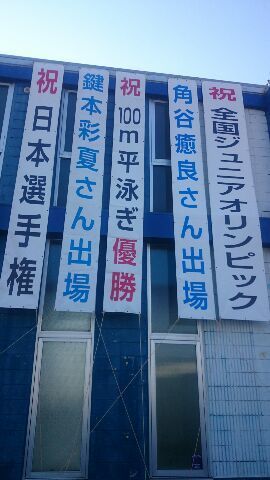 祝 全国ジュニアオリンピック
角谷癒良さん出場
祝 100m平泳ぎ優勝
鍵本彩夏さん出場
祝 日本選手権